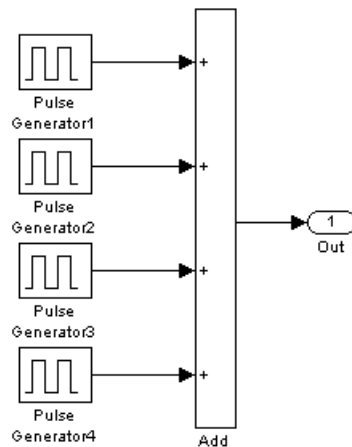 +
Pulse
Generator1
+
Pulse
Generator2
1
Out
+
Pulse
Generator3
+
Pulse
Generator4
Add